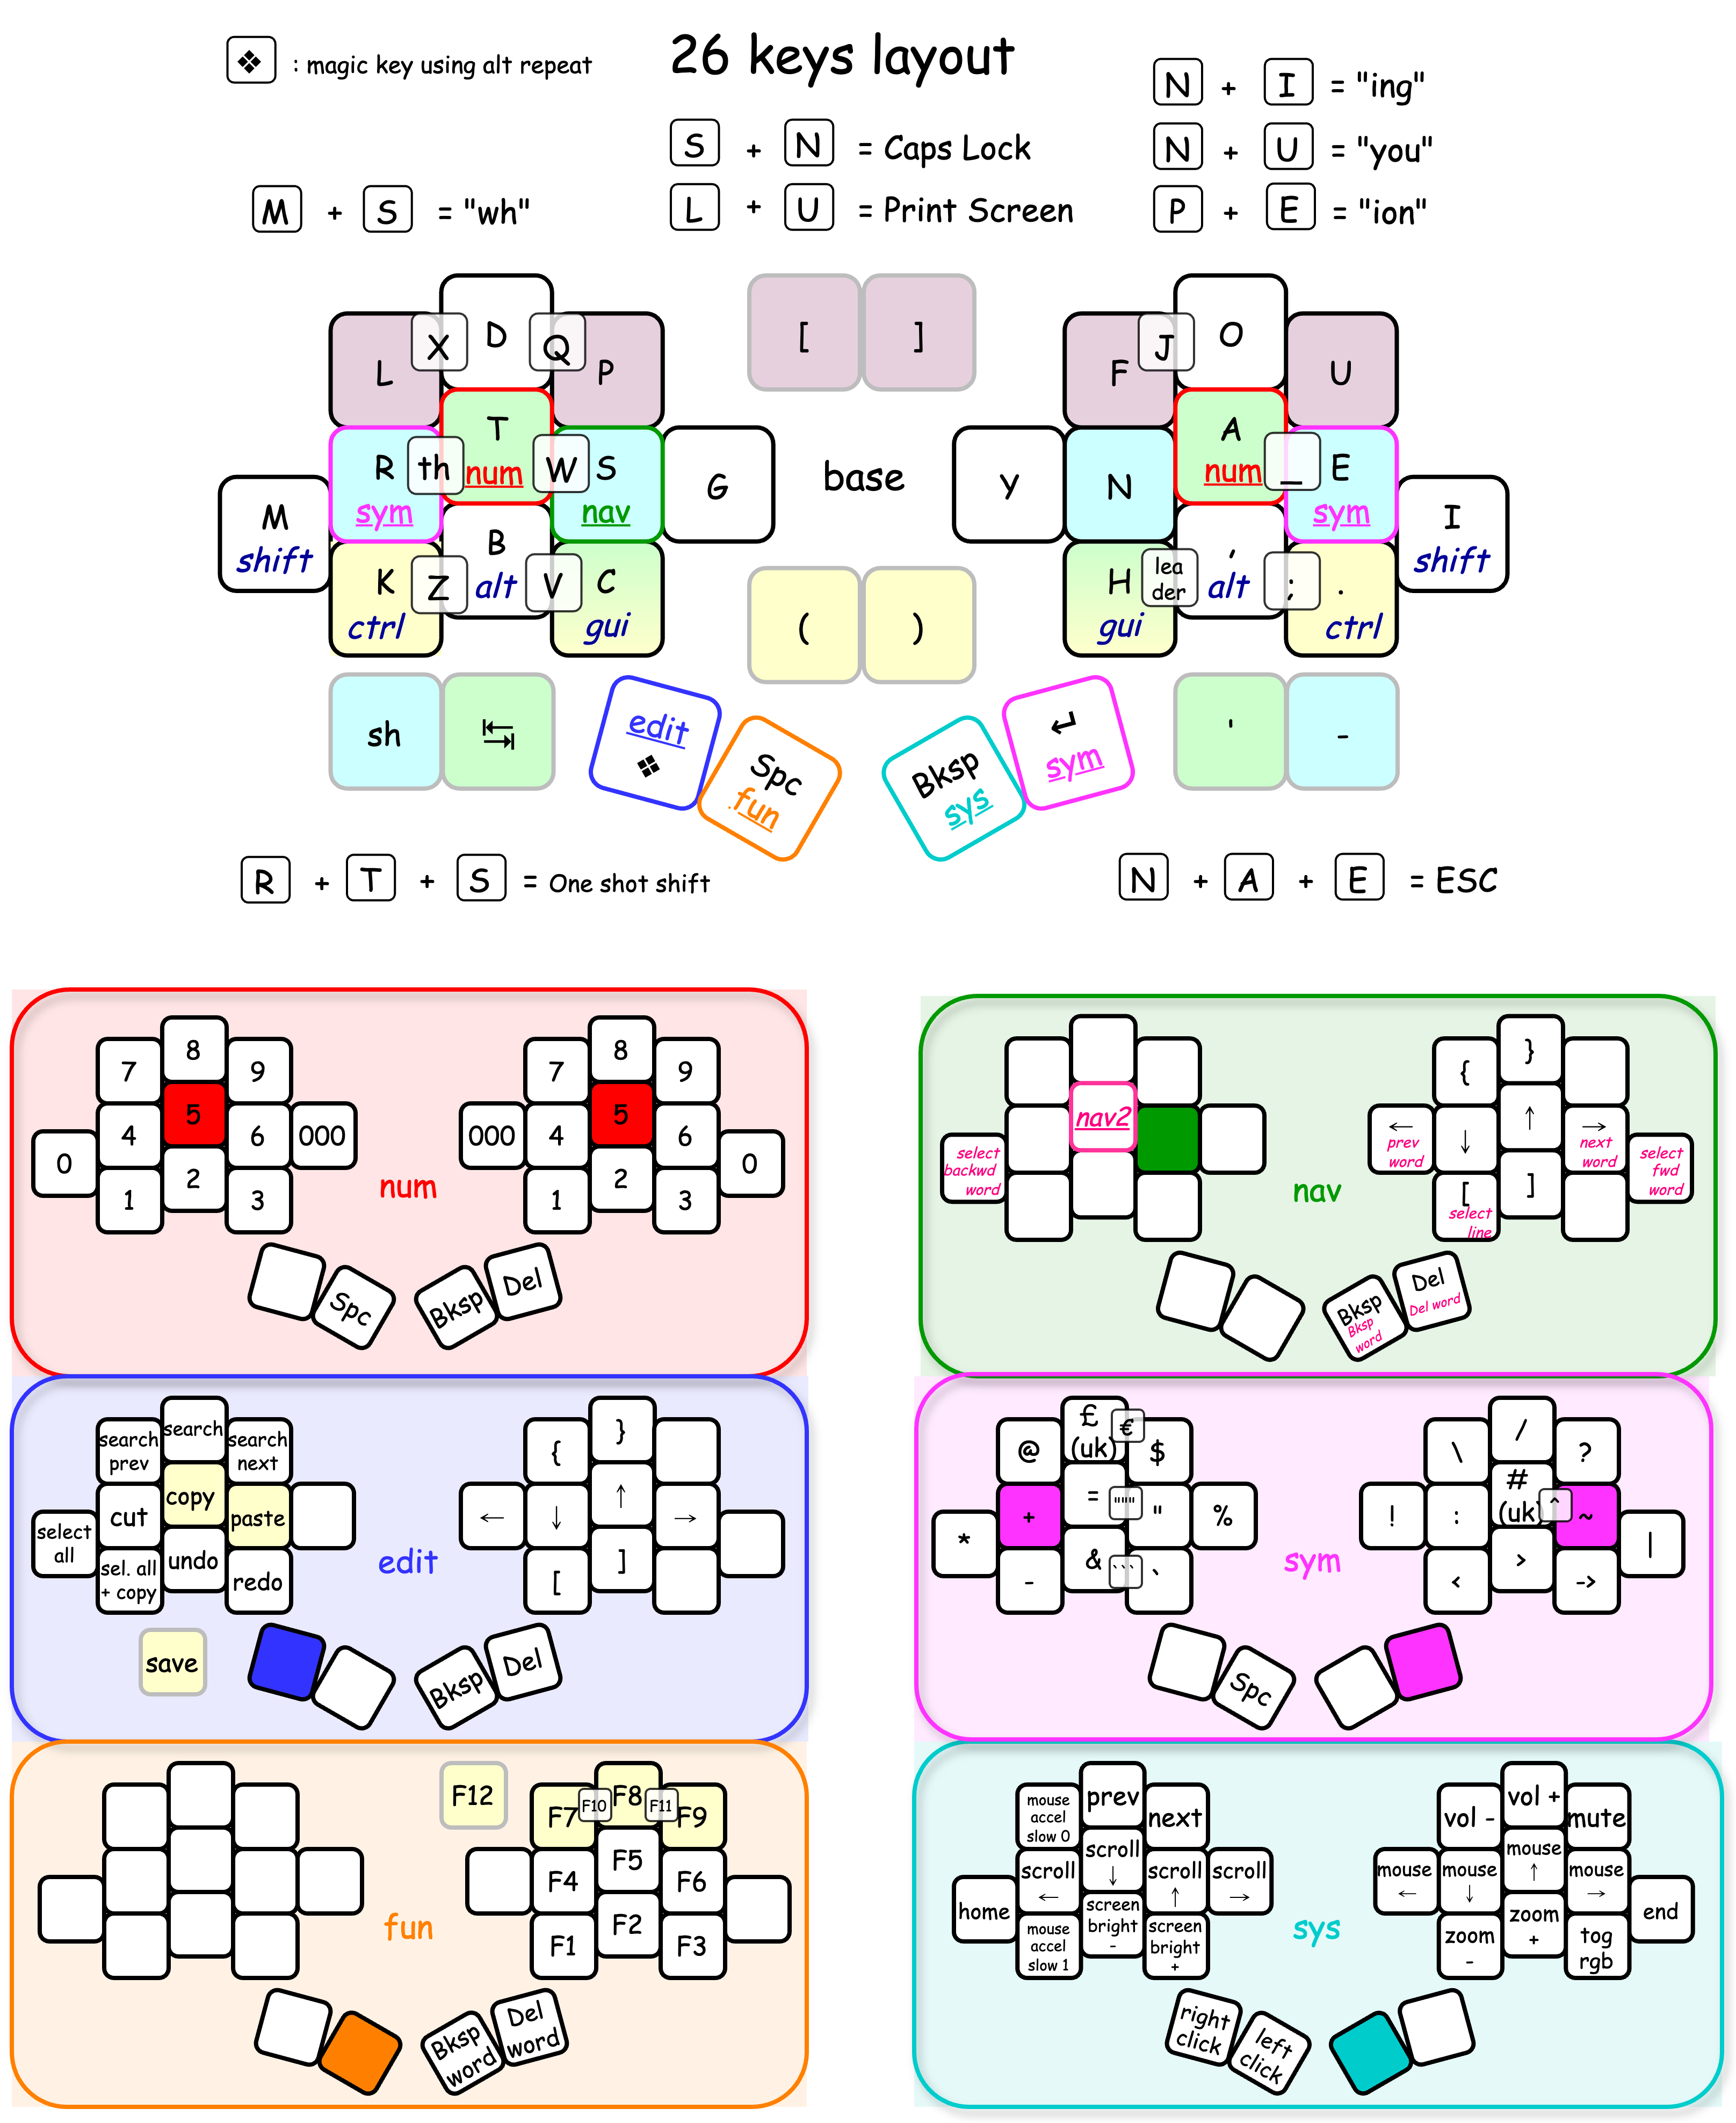 26 keys layout
❖ : magic key using alt repeat
N + I = "ing"
S + N = Caps Lock
N + U = "you"
M + S = "wh"
L + U = Print Screen
P + E = "ion"
D
[ ]
O
L X Q P
F J U
T
num
A
num
R th W S
sym nav
G
base
y
N _ E
sym
M
shift
I
shift
B
alt
,
alt
K Z V C
ctrl gui
( )
H lea
der ; .
gui ctrl
sh ⇤
⇥
edit
❖
Spc
fun
Bksp
sys
↵
sym
' -
R + T + S = One shot shift
N + A + E = ESC
8
7 9
5
4 6 000
0
2
1 3
num
8
7 9
5
000 4 6
0
2
1 3
Spc
Bksp
Del
nav2
select
backwd
word
nav
}
{
↑
←
prev
word
↓
→
next
word
select
fwd
word
]
[
select
line
Bksp
Bksp
word
Del
Del word
search
search
prev
search
next
copy
cut
paste
select
all
undo
sel. all
+ copy
redo
save
edit
}
{
↑
← ↓ →
]
[
Bksp
Del
£
(uk)
€
@ $
=
+ """ " %
*
&
- ``` `
sym
/
\ ?
#
(uk)
^
! : ~
|
>
< ->
Spc
fun
F12
F8
F7 F10 F11 F9
F5
F4 F6
F2
F1 F3
Bksp
word
Del
word
prev
mouse
accel
slow 0
next
scroll
↓
scroll
←
scroll
↑
scroll
→
home
screen
bright
-
mouse
accel
slow 1
screen
bright
+
sys
vol +
vol - mute
mouse
↑
mouse
←
mouse
↓
mouse
→
end
zoom
+
zoom
-
tog
rgb
right
click
left
click